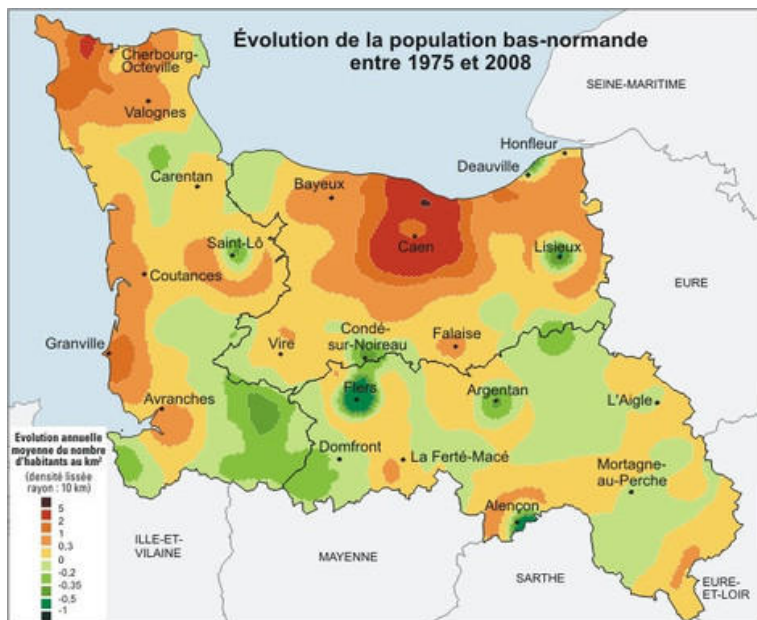 Évolution de la population bas-normande
entre 1975 et 2008
SEINE-MARITIME
Cherbourg-
Octeville
Valognes
Honfleur
Deauville
Carentan
Bayeux
Saint-Lô
Caen
Lisieux
Coutances
EURE
Granville
Viré
Condé-
sur-Noireau
Falaise
Flers
Argentan
L'Aigle
Avranches
Domfront
La Ferté-Macé
Mortagne-
au-Perche
Alençon
ILLE-ET-
VILAINE
MAYENNE
SARTHE
EURE-
ET-LOIR
Evolution annuelle
moyenne du nombre
d'habitants au km²
(densité lissée
rayon : 10 km)
5
2
1
0.3
0
-0.2
-0.35
-0.5
-1